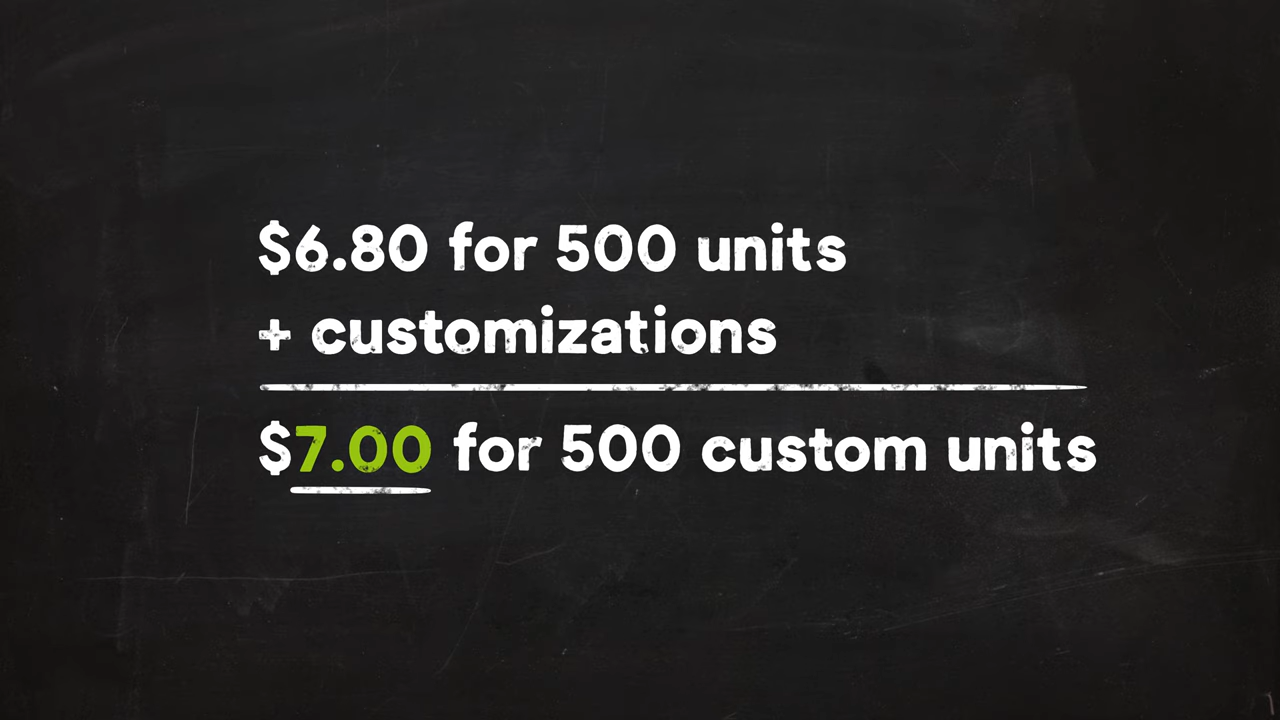 $6.80 for 500 units
+ customizations
$7.00 for 500 custom units